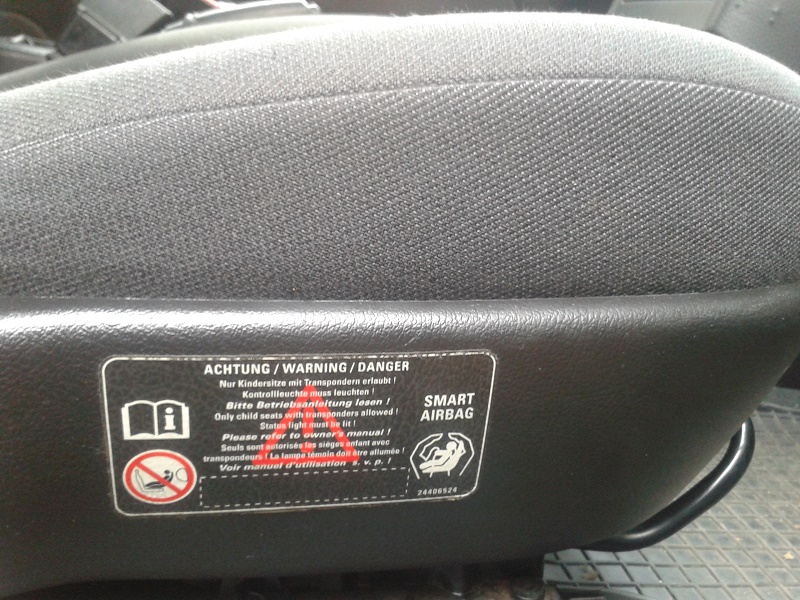 ACHTUNG / WARNING / DANGER
Nur Kindersitze mit Transpondern erlaubt !
Kontrolleuchte muss leuchten !
Bitte Betriebsanleitung lesen !
Only child seats with transponders allowed !
Status light must be lit !
Please refer to owner's manual !
Seuls sont autorisés les sièges enfant avec
transpondeurs ! La lampe témoin doit être allumée !
Voir manuel d'utilisation s. v. p. !
SMART
AIRBAG
24406524